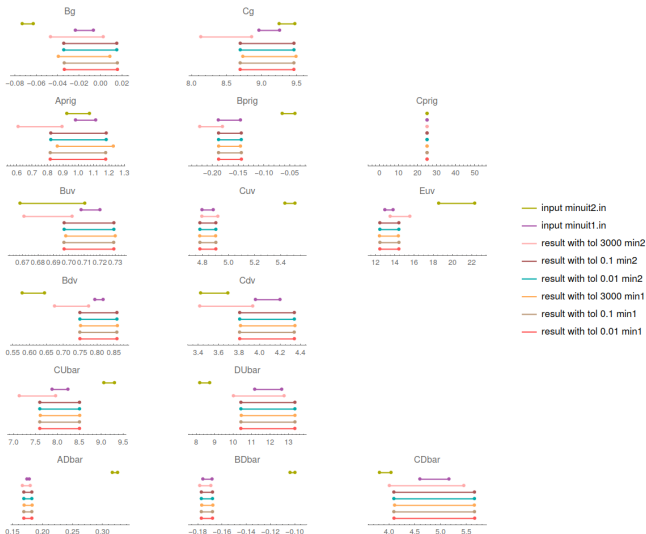 Bg
Cg
−0.08 −0.06 −0.04 −0.02 0.00 0.02
8.0 8.5 9.0 9.5
Aprig
Bprig
Cprig
0.6 0.7 0.8 0.9 1.0 1.1 1.2 1.3
−0.20 −0.15 −0.10 −0.05
0 10 20 30 40 50
Buv
Cuv
Euv
0.67 0.68 0.69 0.70 0.71 0.72 0.73
4.8 5.0 5.2 5.4
12 14 16 18 20 22
input minuit2.in
input minuit1.in
result with tol 3000 min2
result with tol 0.1 min2
result with tol 0.01 min2
result with tol 3000 min1
result with tol 0.1 min1
result with tol 0.01 min1
Bdv
Cdv
0.55 0.60 0.65 0.70 0.75 0.80 0.85
3.4 3.6 3.8 4.0 4.2 4.4
CUbar
DUbar
7.0 7.5 8.0 8.5 9.0 9.5
8 9 10 11 12 13
ADbar
BDbar
CDbar
0.15 0.20 0.25 0.30
−0.18 −0.16 −0.14 −0.12 −0.10
4.0 4.5 5.0 5.5